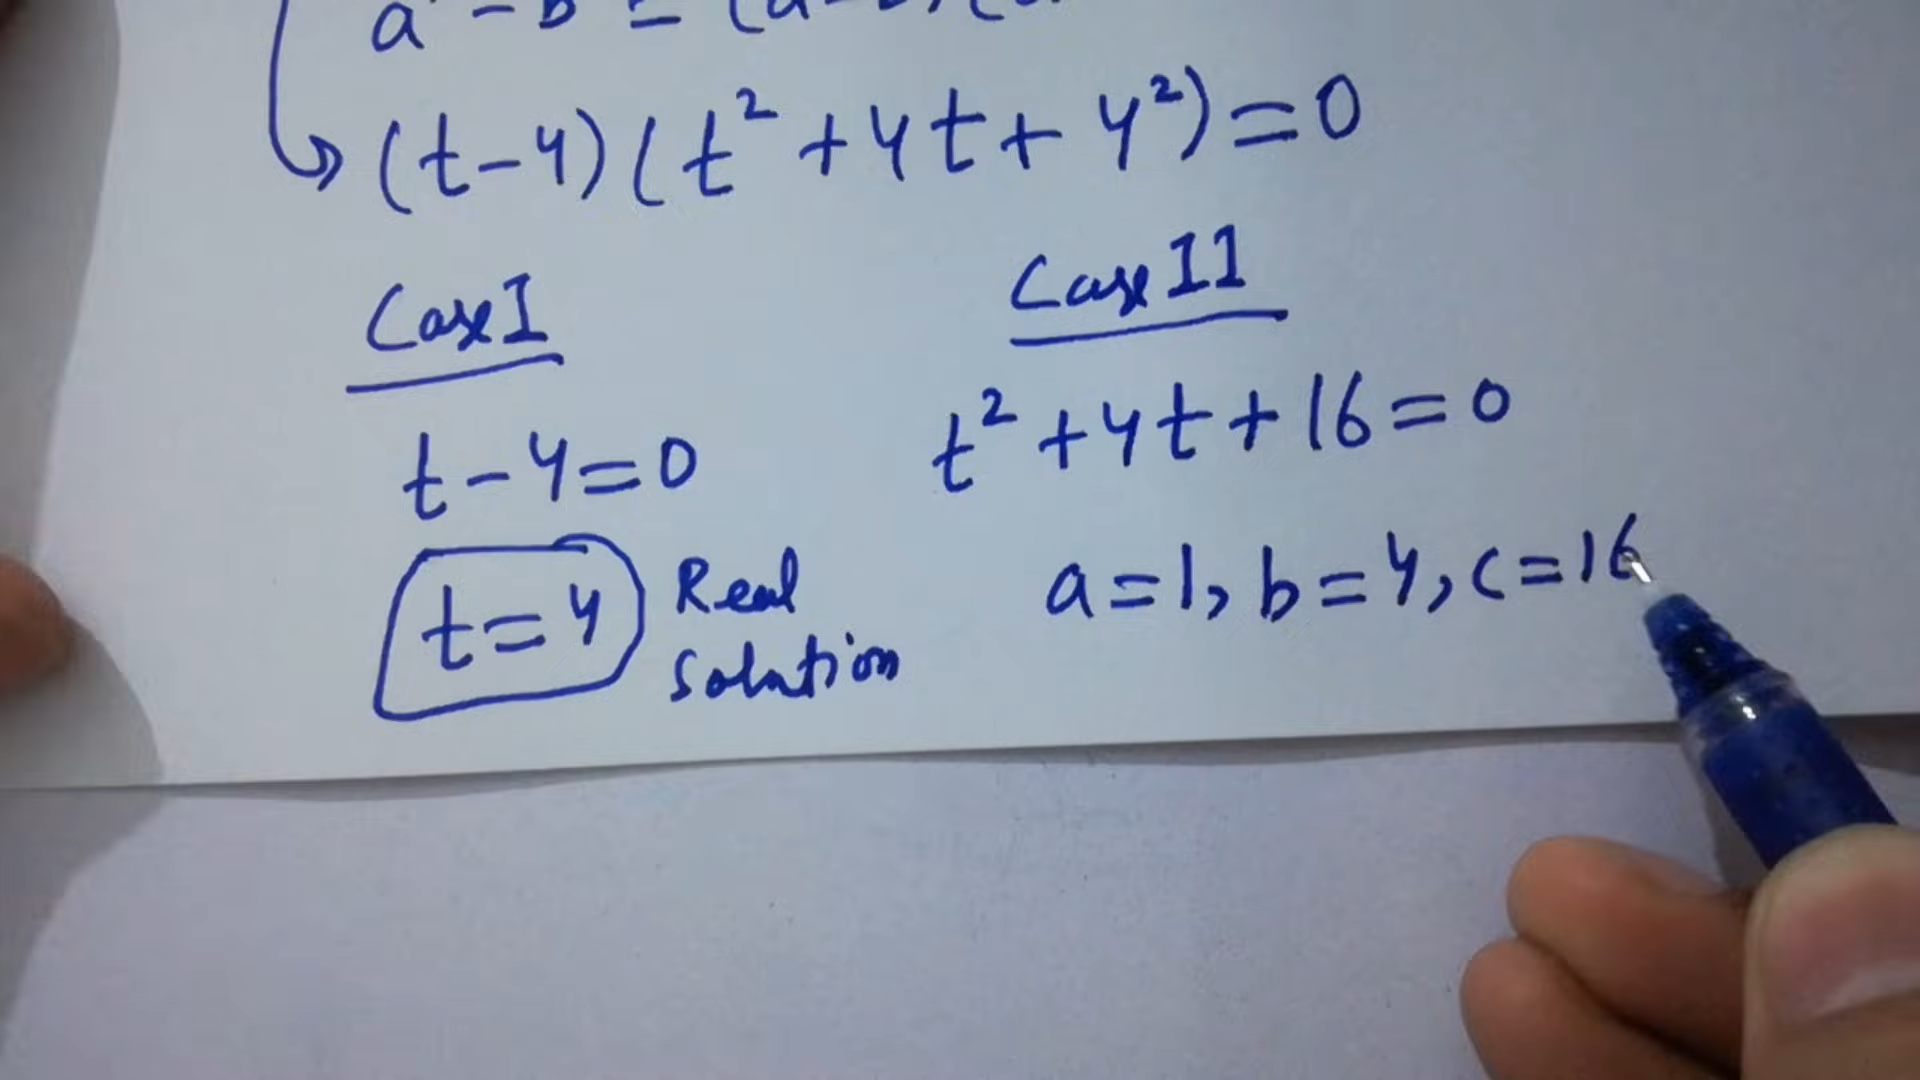 a - b = (a
(t-4)(t²+4t+4²)=0
Case I
Case II
t-4=0
t²+4t+16=0
t=4
Real
Solution
a=1, b=4, c=16